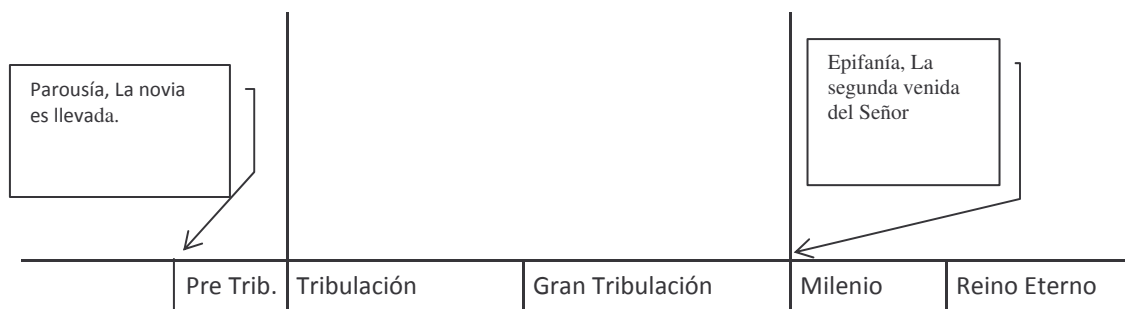 Parousía, La novia
es llevada.
Epifanía, La
segunda venida
del Señor
Pre Trib.
Tribulación
Gran Tribulación
Milenio
Reino Eterno